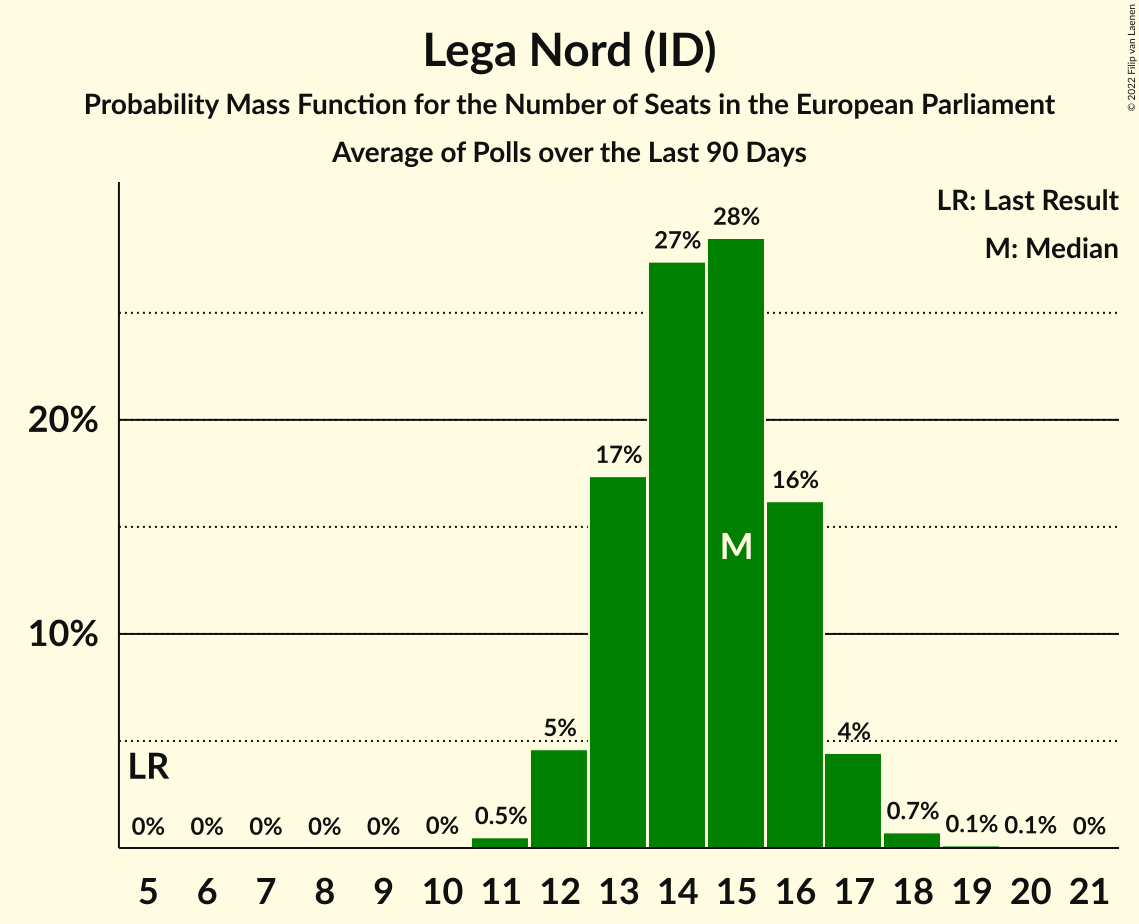 Lega Nord (ID)
Probability Mass Function for the Number of Seats in the European Parliament
Average of Polls over the Last 90 Days
© 2022 Filip van Laenen
LR: Last Result
M: Median
28%
27%
20%
17%
16%
M
10%
5%
4%
LR
0% 0% 0% 0% 0% 0% 0.5% 0.7% 0.1% 0.1% 0%
5 6 7 8 9 10 11 12 13 14 15 16 17 18 19 20 21